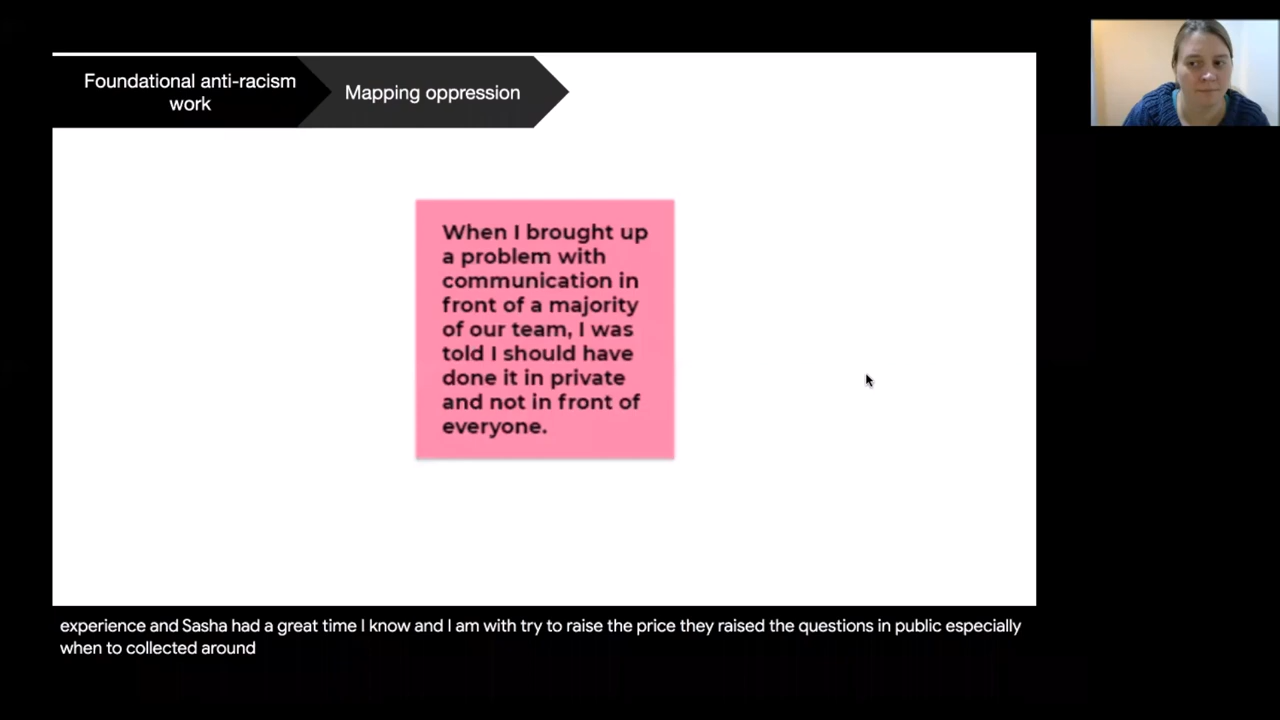 Foundational anti-racism
work
Mapping oppression
When I brought up
a problem with
communication in
front of a majority
of our team, I was
told I should have
done it in private
and not in front of
everyone.
experience and Sasha had a great time I know and I am with try to raise the price they raised the questions in public especially
when to collected around